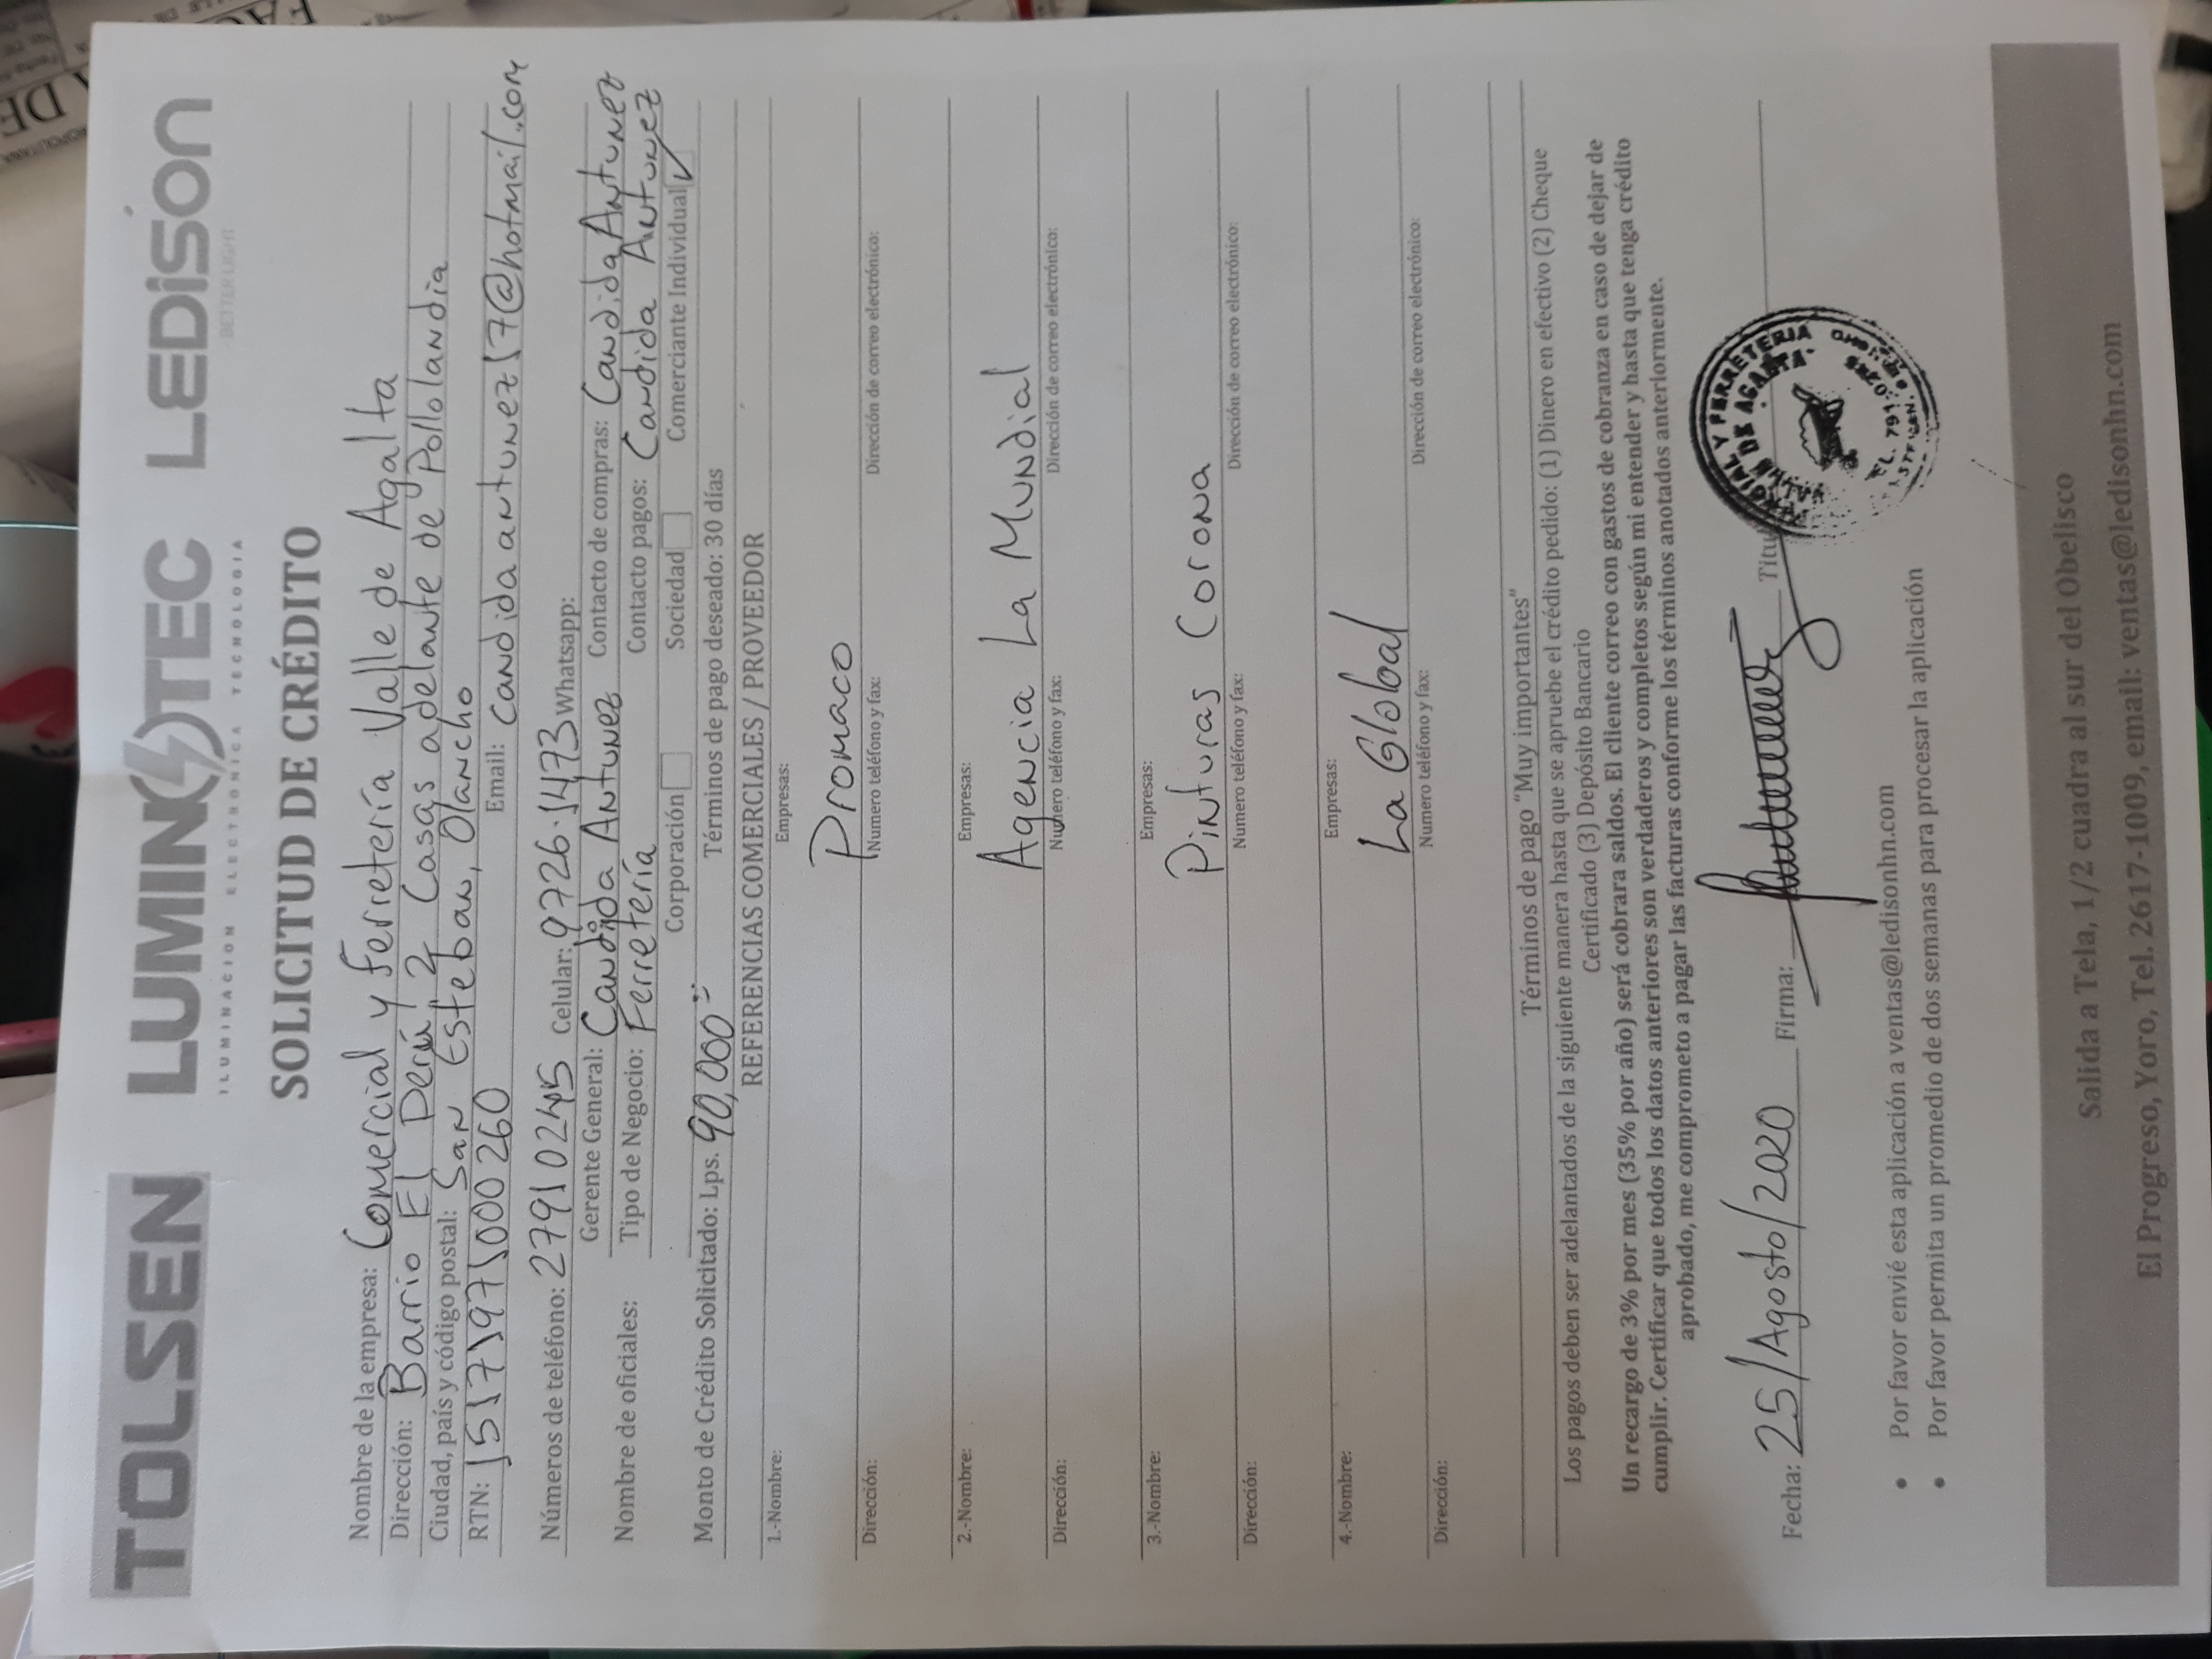 TOLSEN LUMINOTEC LEDISON
ILUMINACION ELECTRONICA TECNOLOGIA BETTER LIGHT
SOLICITUD DE CRÉDITO
Nombre de la empresa: Comercial y Ferretería Valle de Agalta
Dirección: Barrio El Perú, 2 Casas adelante de Pollolandia
Ciudad, país y código postal: San Esteban, Olancho
RTN: 15171971000260 Email: candidaantunez17@hotmail.com
Números de teléfono: 27910245 Celular: 9726-1473 Whatsapp:
Gerente General: Candida Antunez Contacto de compras: Candida Antunez
Nombre de oficiales: Tipo de Negocio: Ferretería Contacto pagos: Candida Antunez
Corporación Sociedad Comerciante Individual ✓
Monto de Crédito Solicitado: Lps. 90,000 Términos de pago deseado: 30 días
REFERENCIAS COMERCIALES / PROVEEDOR
1.-Nombre: Empresas:
Promaco
Dirección: Numero teléfono y fax: Dirección de correo electrónico:
2.-Nombre: Empresas:
Agencia La Mundial
Dirección: Numero teléfono y fax: Dirección de correo electrónico:
3.-Nombre: Empresas:
Pinturas Corona
Dirección: Numero teléfono y fax: Dirección de correo electrónico:
4.-Nombre: Empresas:
La Global
Dirección: Numero teléfono y fax: Dirección de correo electrónico:
Términos de pago “Muy importantes”
Los pagos deben ser adelantados de la siguiente manera hasta que se apruebe el crédito pedido: (1) Dinero en efectivo (2) Cheque
Certificado (3) Depósito Bancario
Un recargo de 3% por mes (35% por año) será cobrara saldos. El cliente correo con gastos de cobranza en caso de dejar de
cumplir. Certificar que todos los datos anteriores son verdaderos y completos según mi entender y hasta que tenga crédito
aprobado, me comprometo a pagar las facturas conforme los términos anotados anteriormente.
Fecha: 25/Agosto/2020 Firma:
Y FERRETERIA
VALLE DE AGALTA
• Por favor envié esta aplicación a ventas@ledisonhn.com
• Por favor permita un promedio de dos semanas para procesar la aplicación
Salida a Tela, 1/2 cuadra al sur del Obelisco
El Progreso, Yoro, Tel. 2617-1009, email: ventas@ledisonhn.com